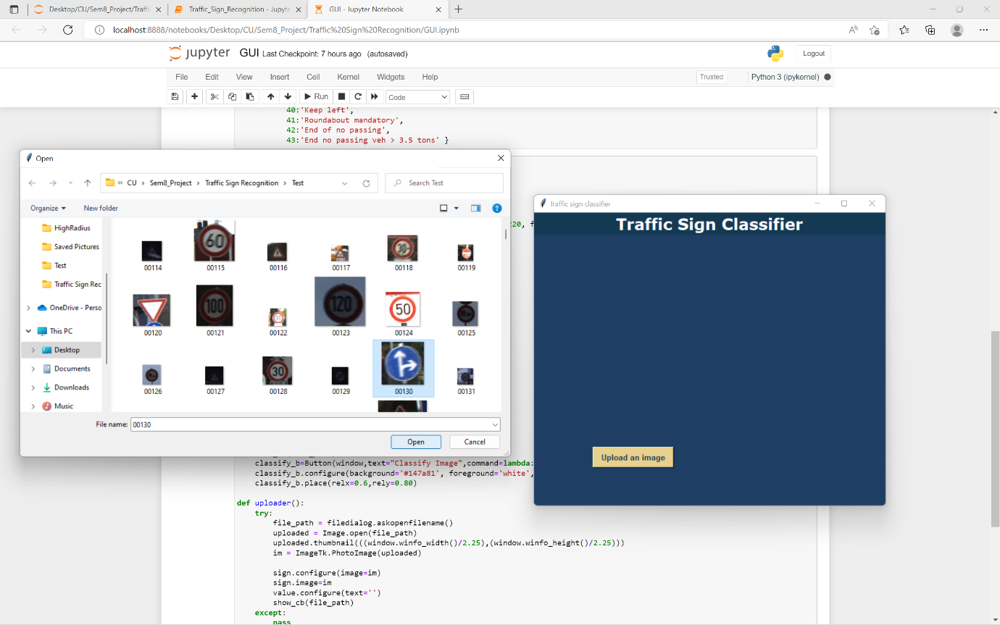 Desktop/CU/Sem8_Project/Traffi
Traffic_Sign_Recognition - Jupyte
GUI - Jupyter Notebook
localhost:8888/notebooks/Desktop/CU/Sem8_Project/Traffic%20Sign%20Recognition/GUI.ipynb
jupyter GUI Last Checkpoint: 7 hours ago (autosaved)
Logout
File Edit View Insert Cell Kernel Widgets Help
Trusted
Python 3 (ipykernel)
Run
Code
40:'Keep left',
41:'Roundabout mandatory',
42:'End of no passing',
43:'End no passing veh > 3.5 tons' }
Open
« CU › Sem8_Project › Traffic Sign Recognition › Test
Search Test
Organize
New folder
HighRadius
Saved Pictures
Test
Traffic Sign Rec
OneDrive - Perso
This PC
Desktop
Documents
Downloads
Music
60
30
00114 00115 00116 00117 00118 00119
100
120
50
00120 00121 00122 00123 00124 00125
30
00126 00127 00128 00129 00130 00131
File name: 00130
Open
Cancel
20, f
Traffic sign classifier
Traffic Sign Classifier
Upload an image
classify_b=Button(window,text="Classify Image",command=lambda:
classify_b.configure(background='#147a81', foreground='white',
classify_b.place(relx=0.6,rely=0.80)
def uploader():
try:
file_path = filedialog.askopenfilename()
uploaded = Image.open(file_path)
uploaded.thumbnail(((window.winfo_width()/2.25),(window.winfo_height()/2.25)))
im = ImageTk.PhotoImage(uploaded)
sign.configure(image=im)
sign.image=im
value.configure(text='')
show_cb(file_path)
except:
pass